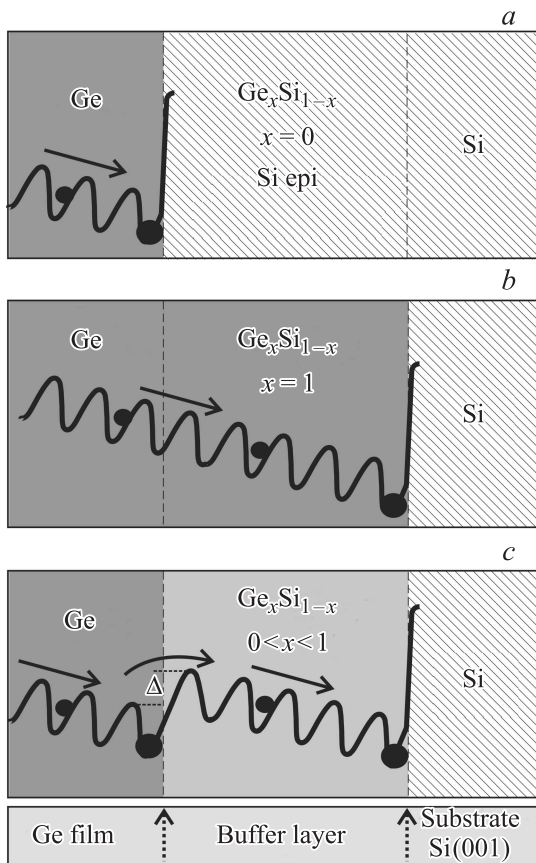 a
Ge
GeₓSi₁₋ₓ
x = 0
Si epi
Si
b
Ge
GeₓSi₁₋ₓ
x = 1
Si
c
Ge
GeₓSi₁₋ₓ
0 < x < 1
Δ
Si
Ge film
Buffer layer
Substrate
Si(001)